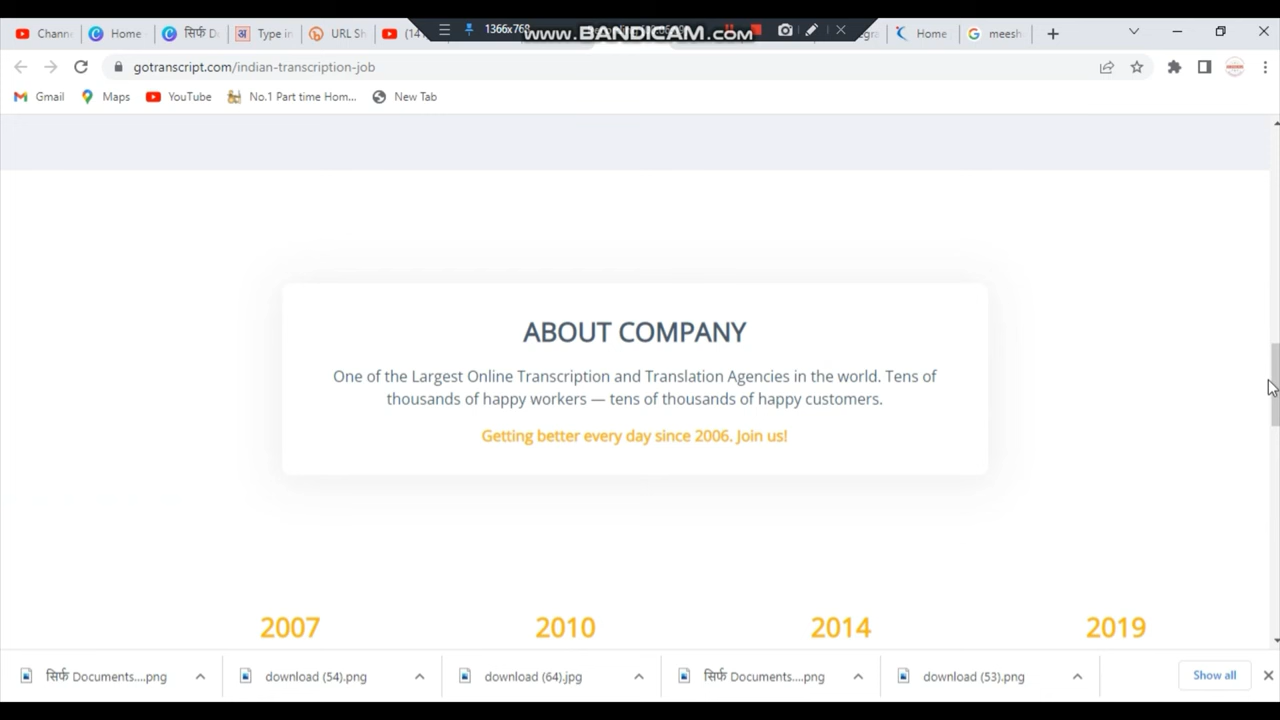 Chann
Home
सिर्फ D
Type in
URL Sh
(14
1366x768
www.BANDICAM.com
gra
Home
meesh
gotranscript.com/indian-transcription-job
Gmail
Maps
YouTube
No.1 Part time Hom...
New Tab
ABOUT COMPANY
One of the Largest Online Transcription and Translation Agencies in the world. Tens of
thousands of happy workers — tens of thousands of happy customers.
Getting better every day since 2006. Join us!
2007 2010 2014 2019
सिर्फ Documents....png
download (54).png
download (64).jpg
सिर्फ Documents....png
download (53).png
Show all